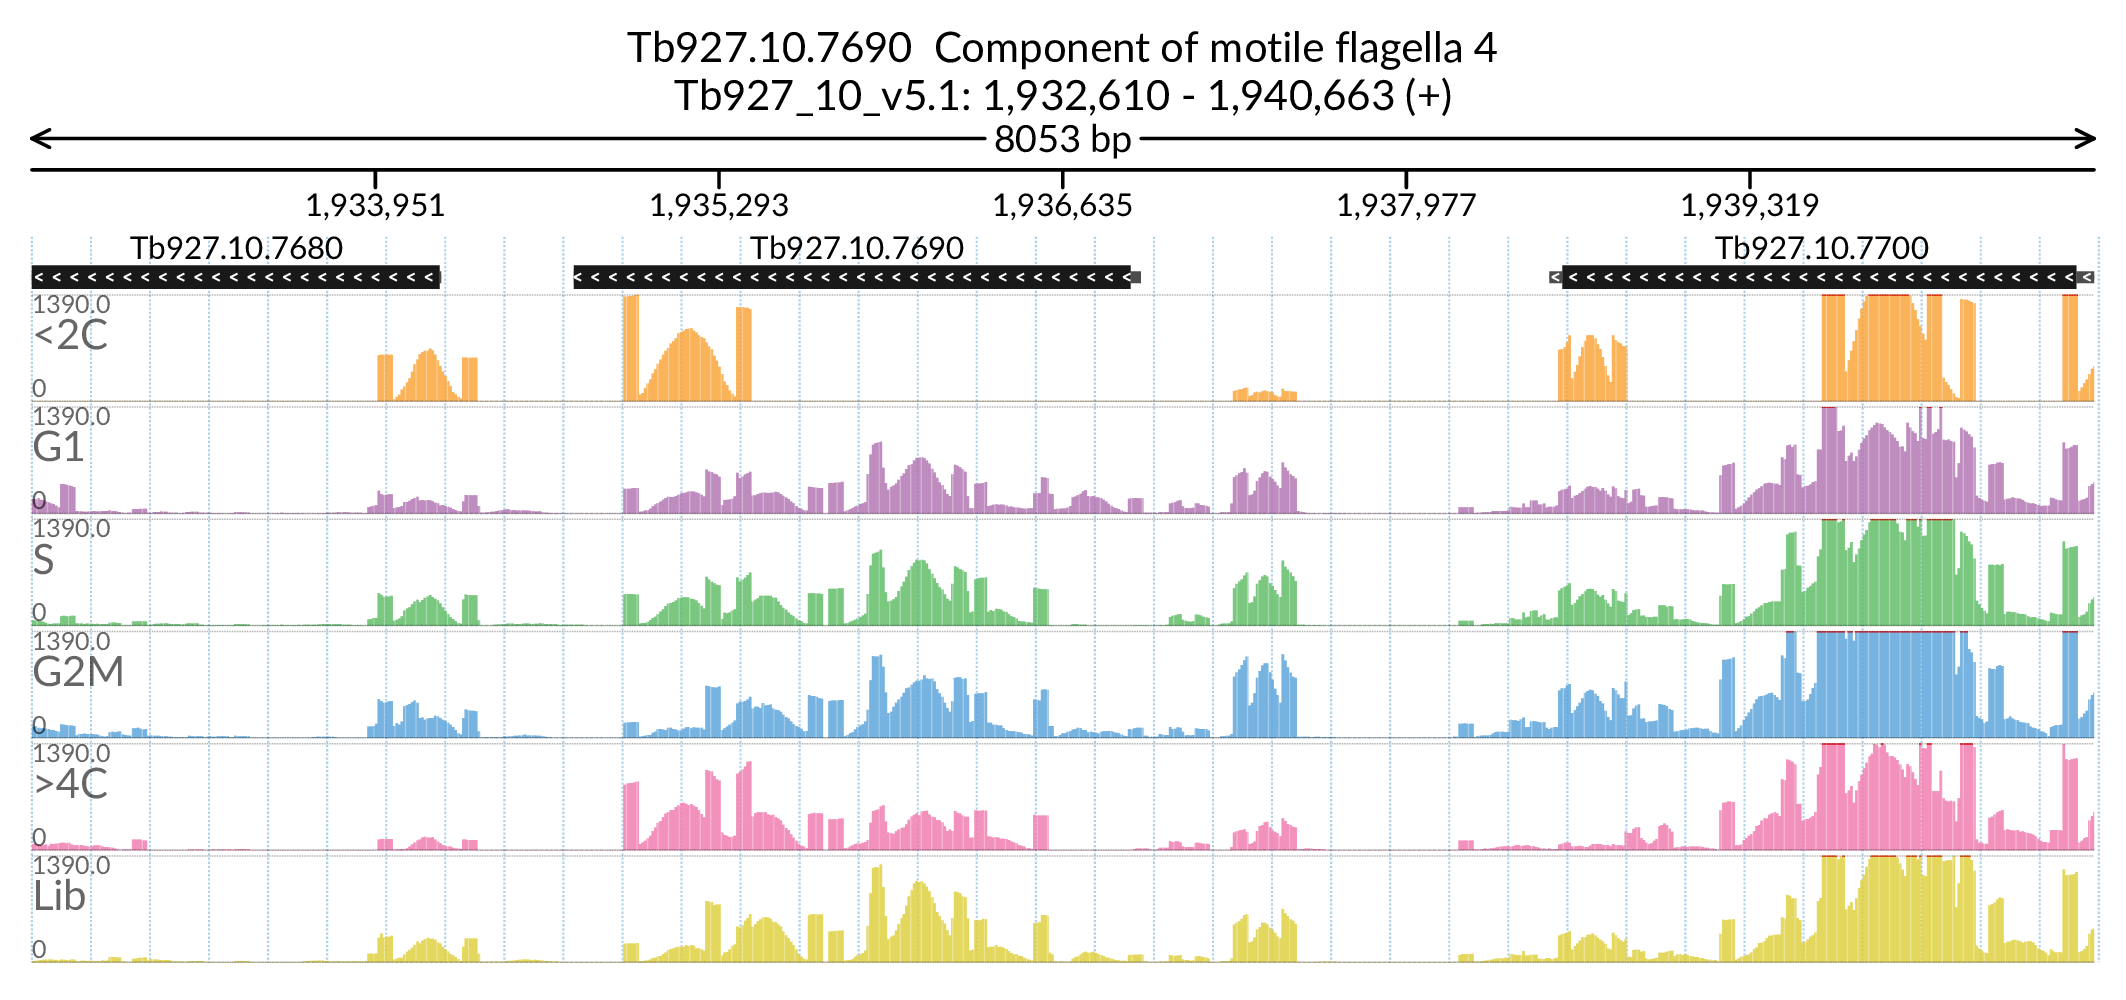 Tb927.10.7690  Component of motile flagella 4
Tb927_10_v5.1: 1,932,610 - 1,940,663 (+)
8053 bp
1,933,951 1,935,293 1,936,635 1,937,977 1,939,319
Tb927.10.7680 Tb927.10.7690 Tb927.10.7700
1390.0
<2C
0
1390.0
G1
0
1390.0
S
0
1390.0
G2M
0
1390.0
>4C
0
1390.0
Lib
0